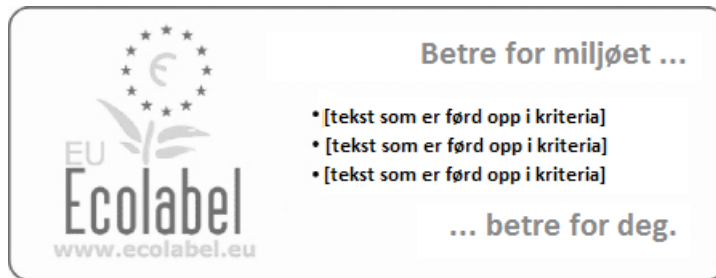 Betre for miljøet ...
• [tekst som er førd opp i kriteria]
• [tekst som er førd opp i kriteria]
• [tekst som er førd opp i kriteria]
... betre for deg.
EU
Ecolabel
www.ecolabel.eu